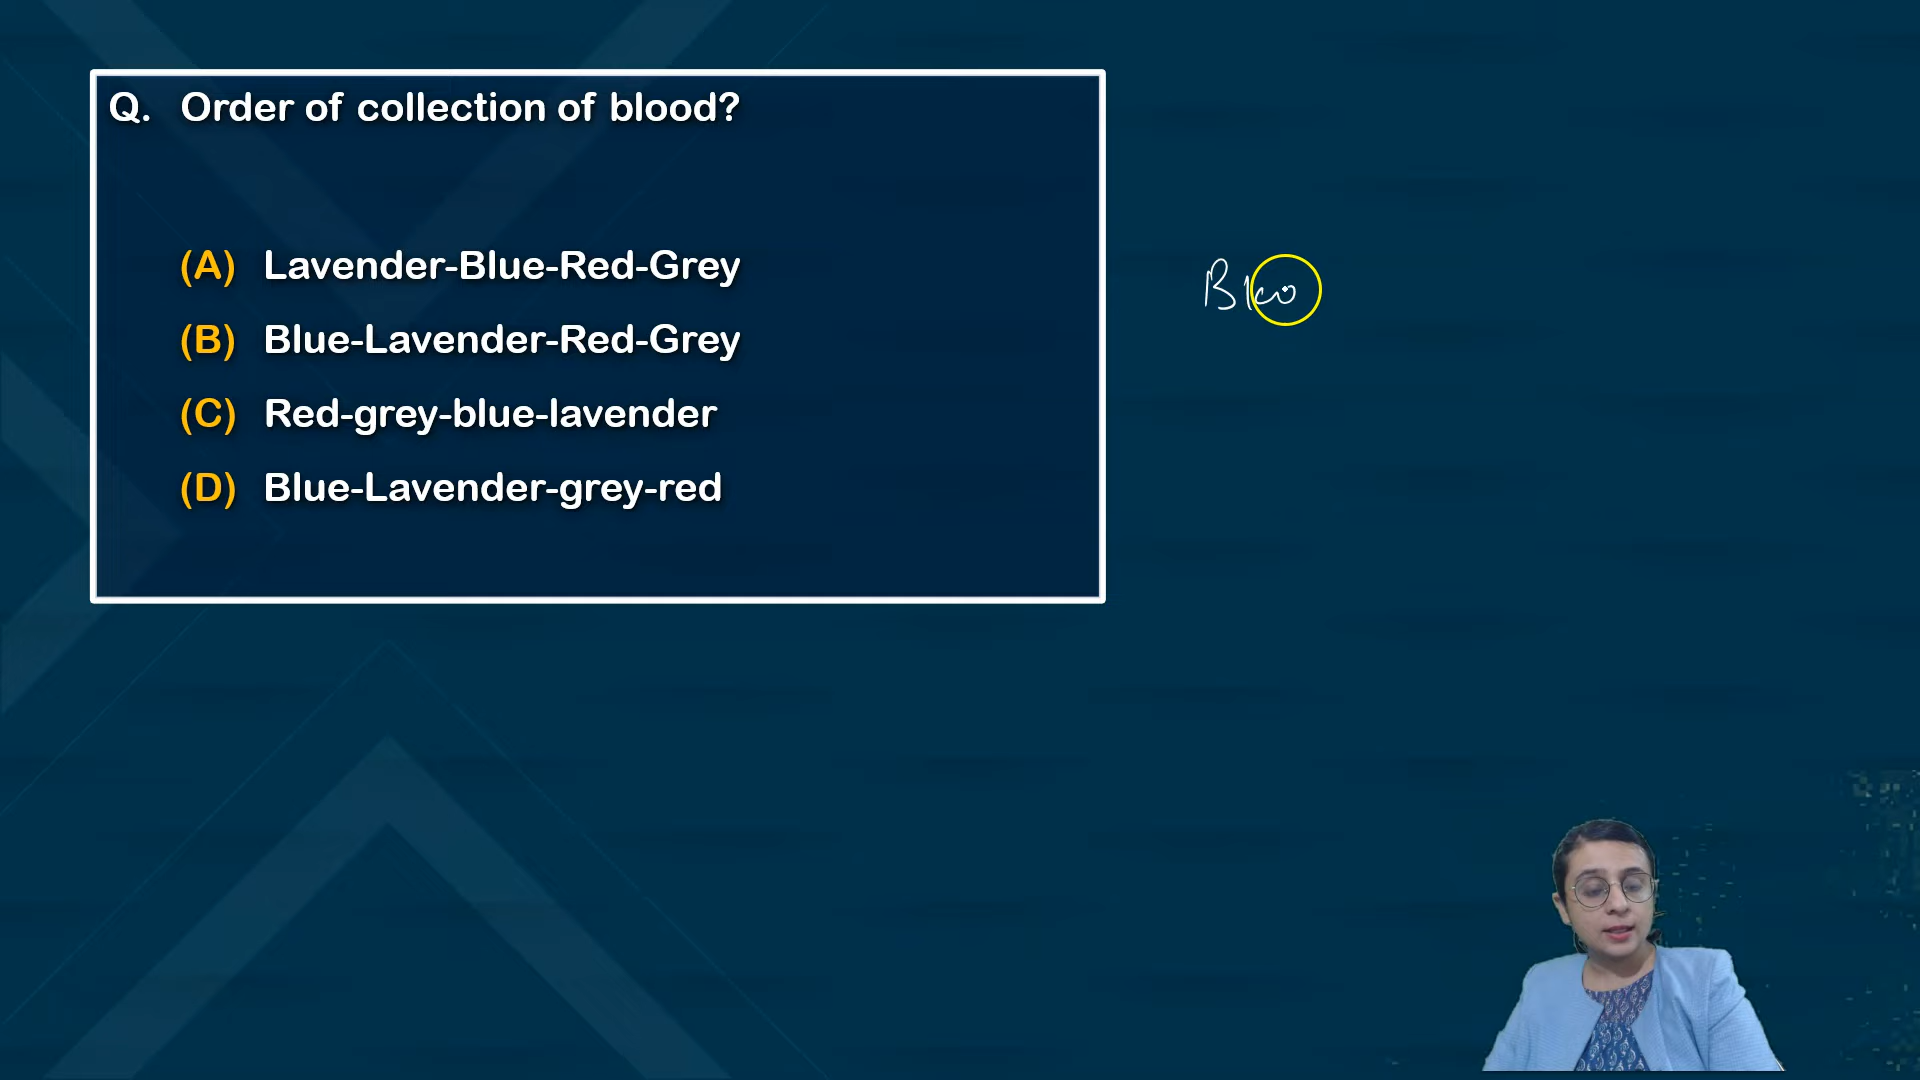 Q. Order of collection of blood?
(A) Lavender-Blue-Red-Grey
(B) Blue-Lavender-Red-Grey
(C) Red-grey-blue-lavender
(D) Blue-Lavender-grey-red